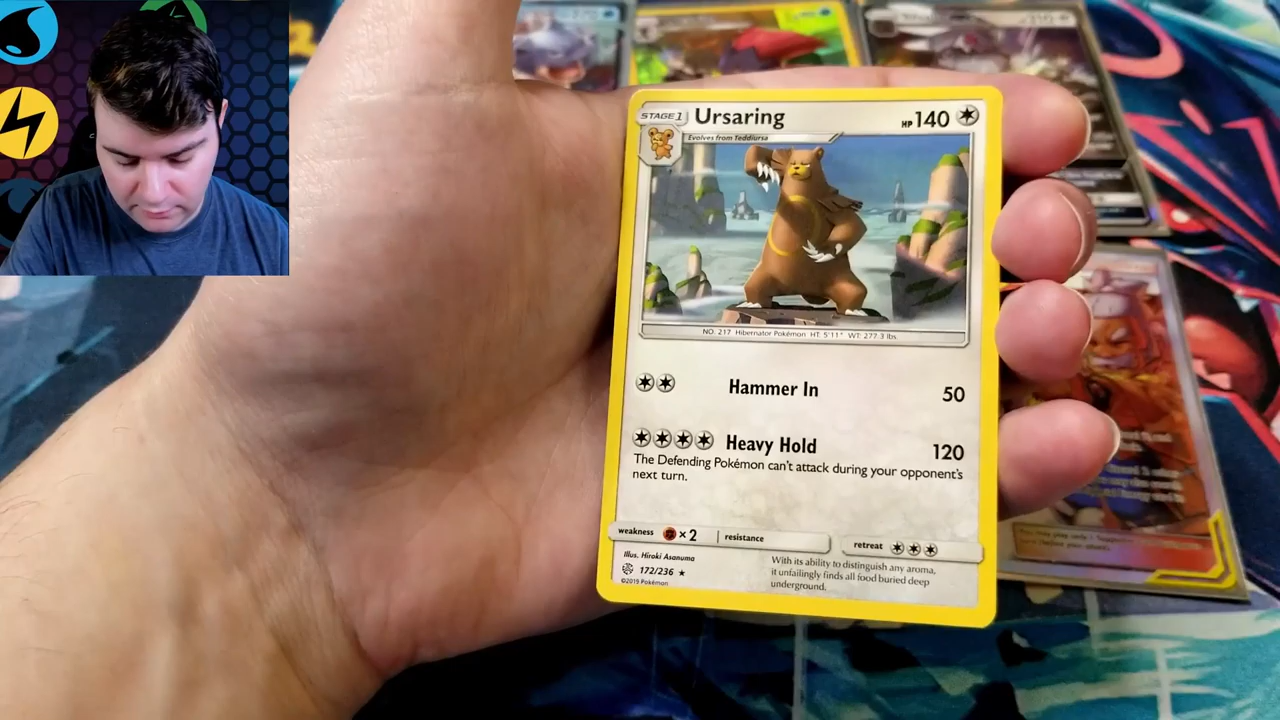 STAGE 1 Ursaring HP 140
Evolves from Teddiursa
NO. 217 Hibernator Pokémon HT: 5'11" WT: 277.3 lbs
Hammer In 50
Heavy Hold 120
The Defending Pokémon can't attack during your opponent's
next turn.
weakness ×2 resistance retreat
Illus. Hiroki Asanuma
172/236 ★
©2019 Pokémon
With its ability to distinguish any aroma,
it unfailingly finds all food buried deep
underground.